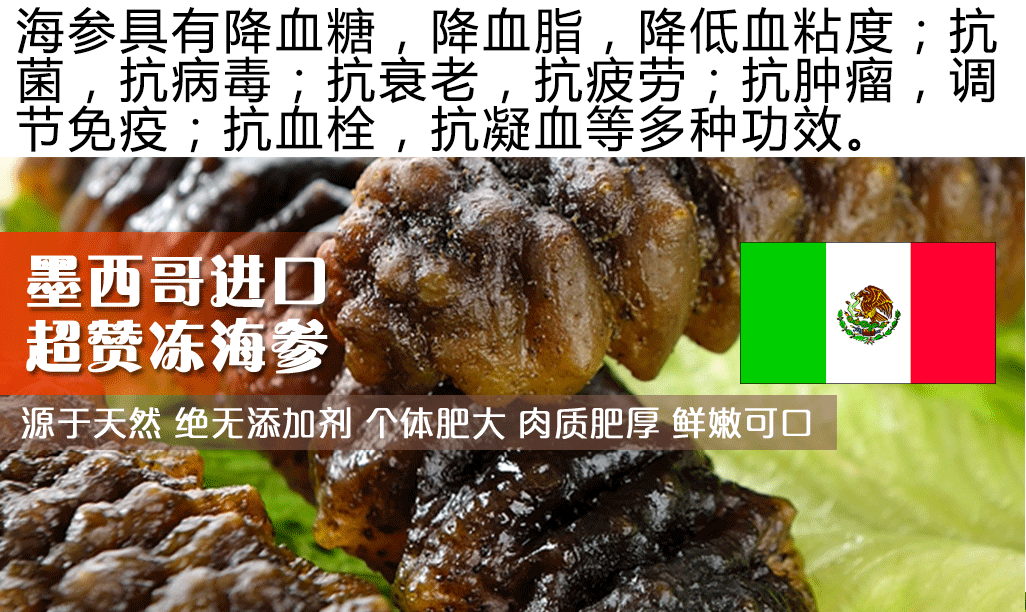 海参具有降血糖，降血脂，降低血粘度；抗
菌，抗病毒；抗衰老，抗疲劳；抗肿瘤，调
节免疫；抗血栓，抗凝血等多种功效。
墨西哥进口
超赞冻海参
源于天然 绝无添加剂 个体肥大 肉质肥厚 鲜嫩可口